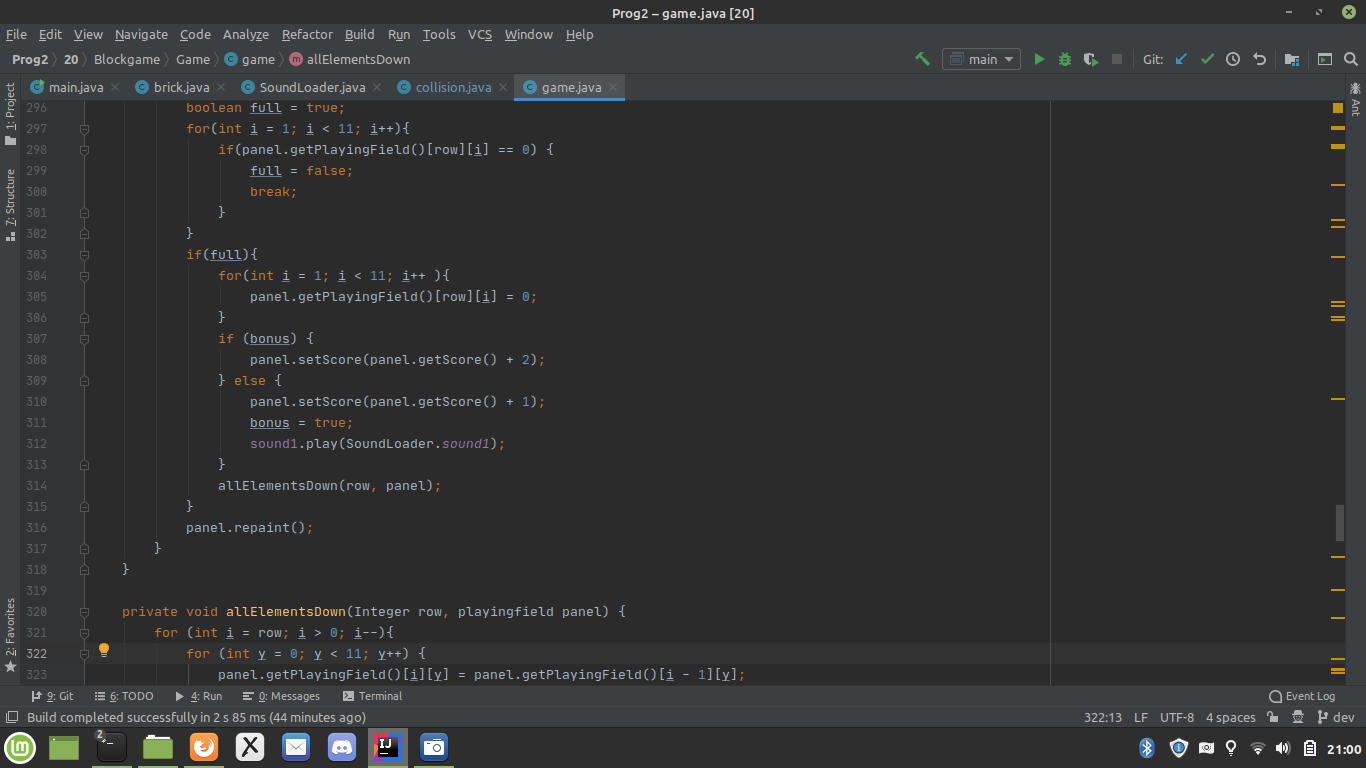 Prog2 – game.java [20]
File Edit View Navigate Code Analyze Refactor Build Run Tools VCS Window Help
Prog2 20 Blockgame Game game allElementsDown main Git:
main.java brick.java SoundLoader.java collision.java game.java
1: Project
7: Structure
2: Favorites
Ant
296 boolean full = true;
297 for(int i = 1; i < 11; i++){
298 if(panel.getPlayingField()[row][i] == 0) {
299 full = false;
300 break;
301 }
302 }
303 if(full){
304 for(int i = 1; i < 11; i++ ){
305 panel.getPlayingField()[row][i] = 0;
306 }
307 if (bonus) {
308 panel.setScore(panel.getScore() + 2);
309 } else {
310 panel.setScore(panel.getScore() + 1);
311 bonus = true;
312 sound1.play(SoundLoader.sound1);
313 }
314 allElementsDown(row, panel);
315 }
316 panel.repaint();
317 }
318 }
319
320 private void allElementsDown(Integer row, playingfield panel) {
321 for (int i = row; i > 0; i--){
322 for (int y = 0; y < 11; y++) {
323 panel.getPlayingField()[i][y] = panel.getPlayingField()[i - 1][y];
9: Git 6: TODO 4: Run 0: Messages Terminal Event Log
Build completed successfully in 2 s 85 ms (44 minutes ago) 322:13 LF UTF-8 4 spaces dev
2 21:00